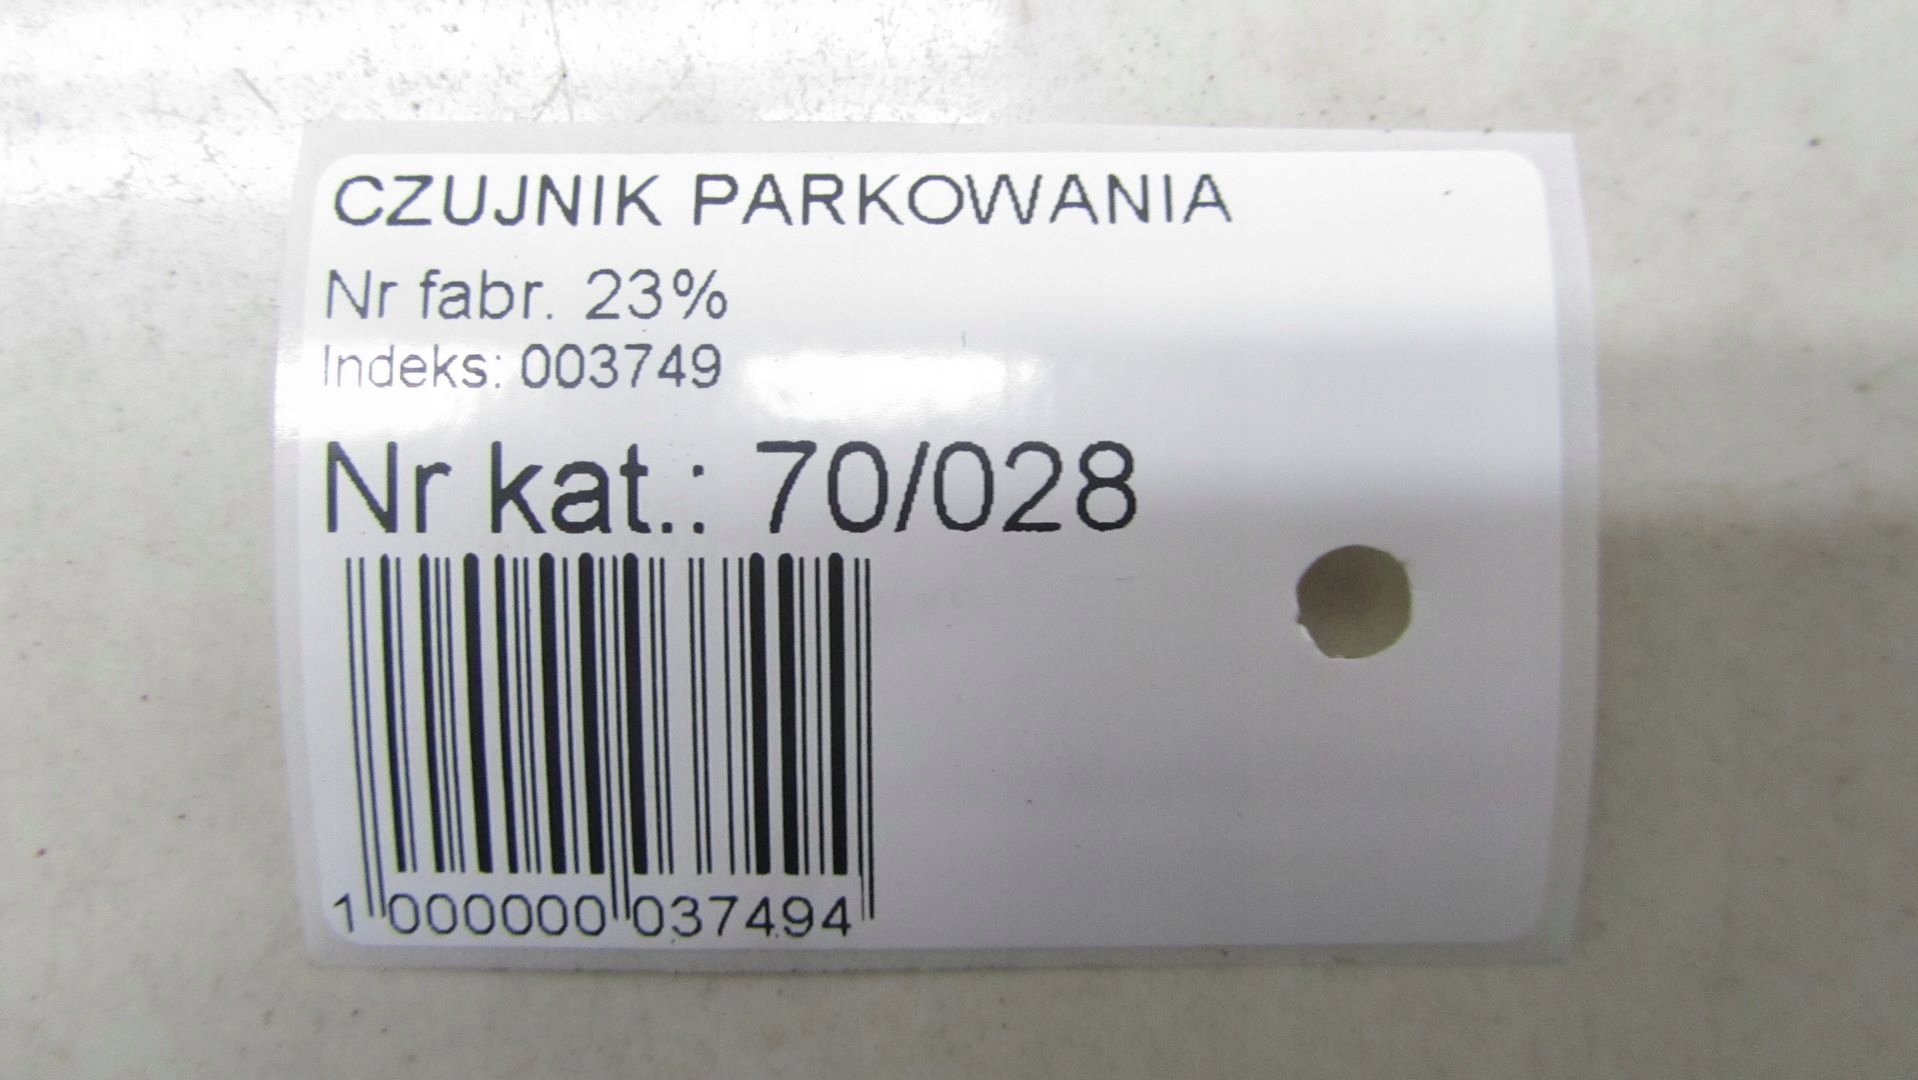 CZUJNIK PARKOWANIA
Nr fabr. 23%
Indeks: 003749
Nr kat.: 70/028
1 000000 037494